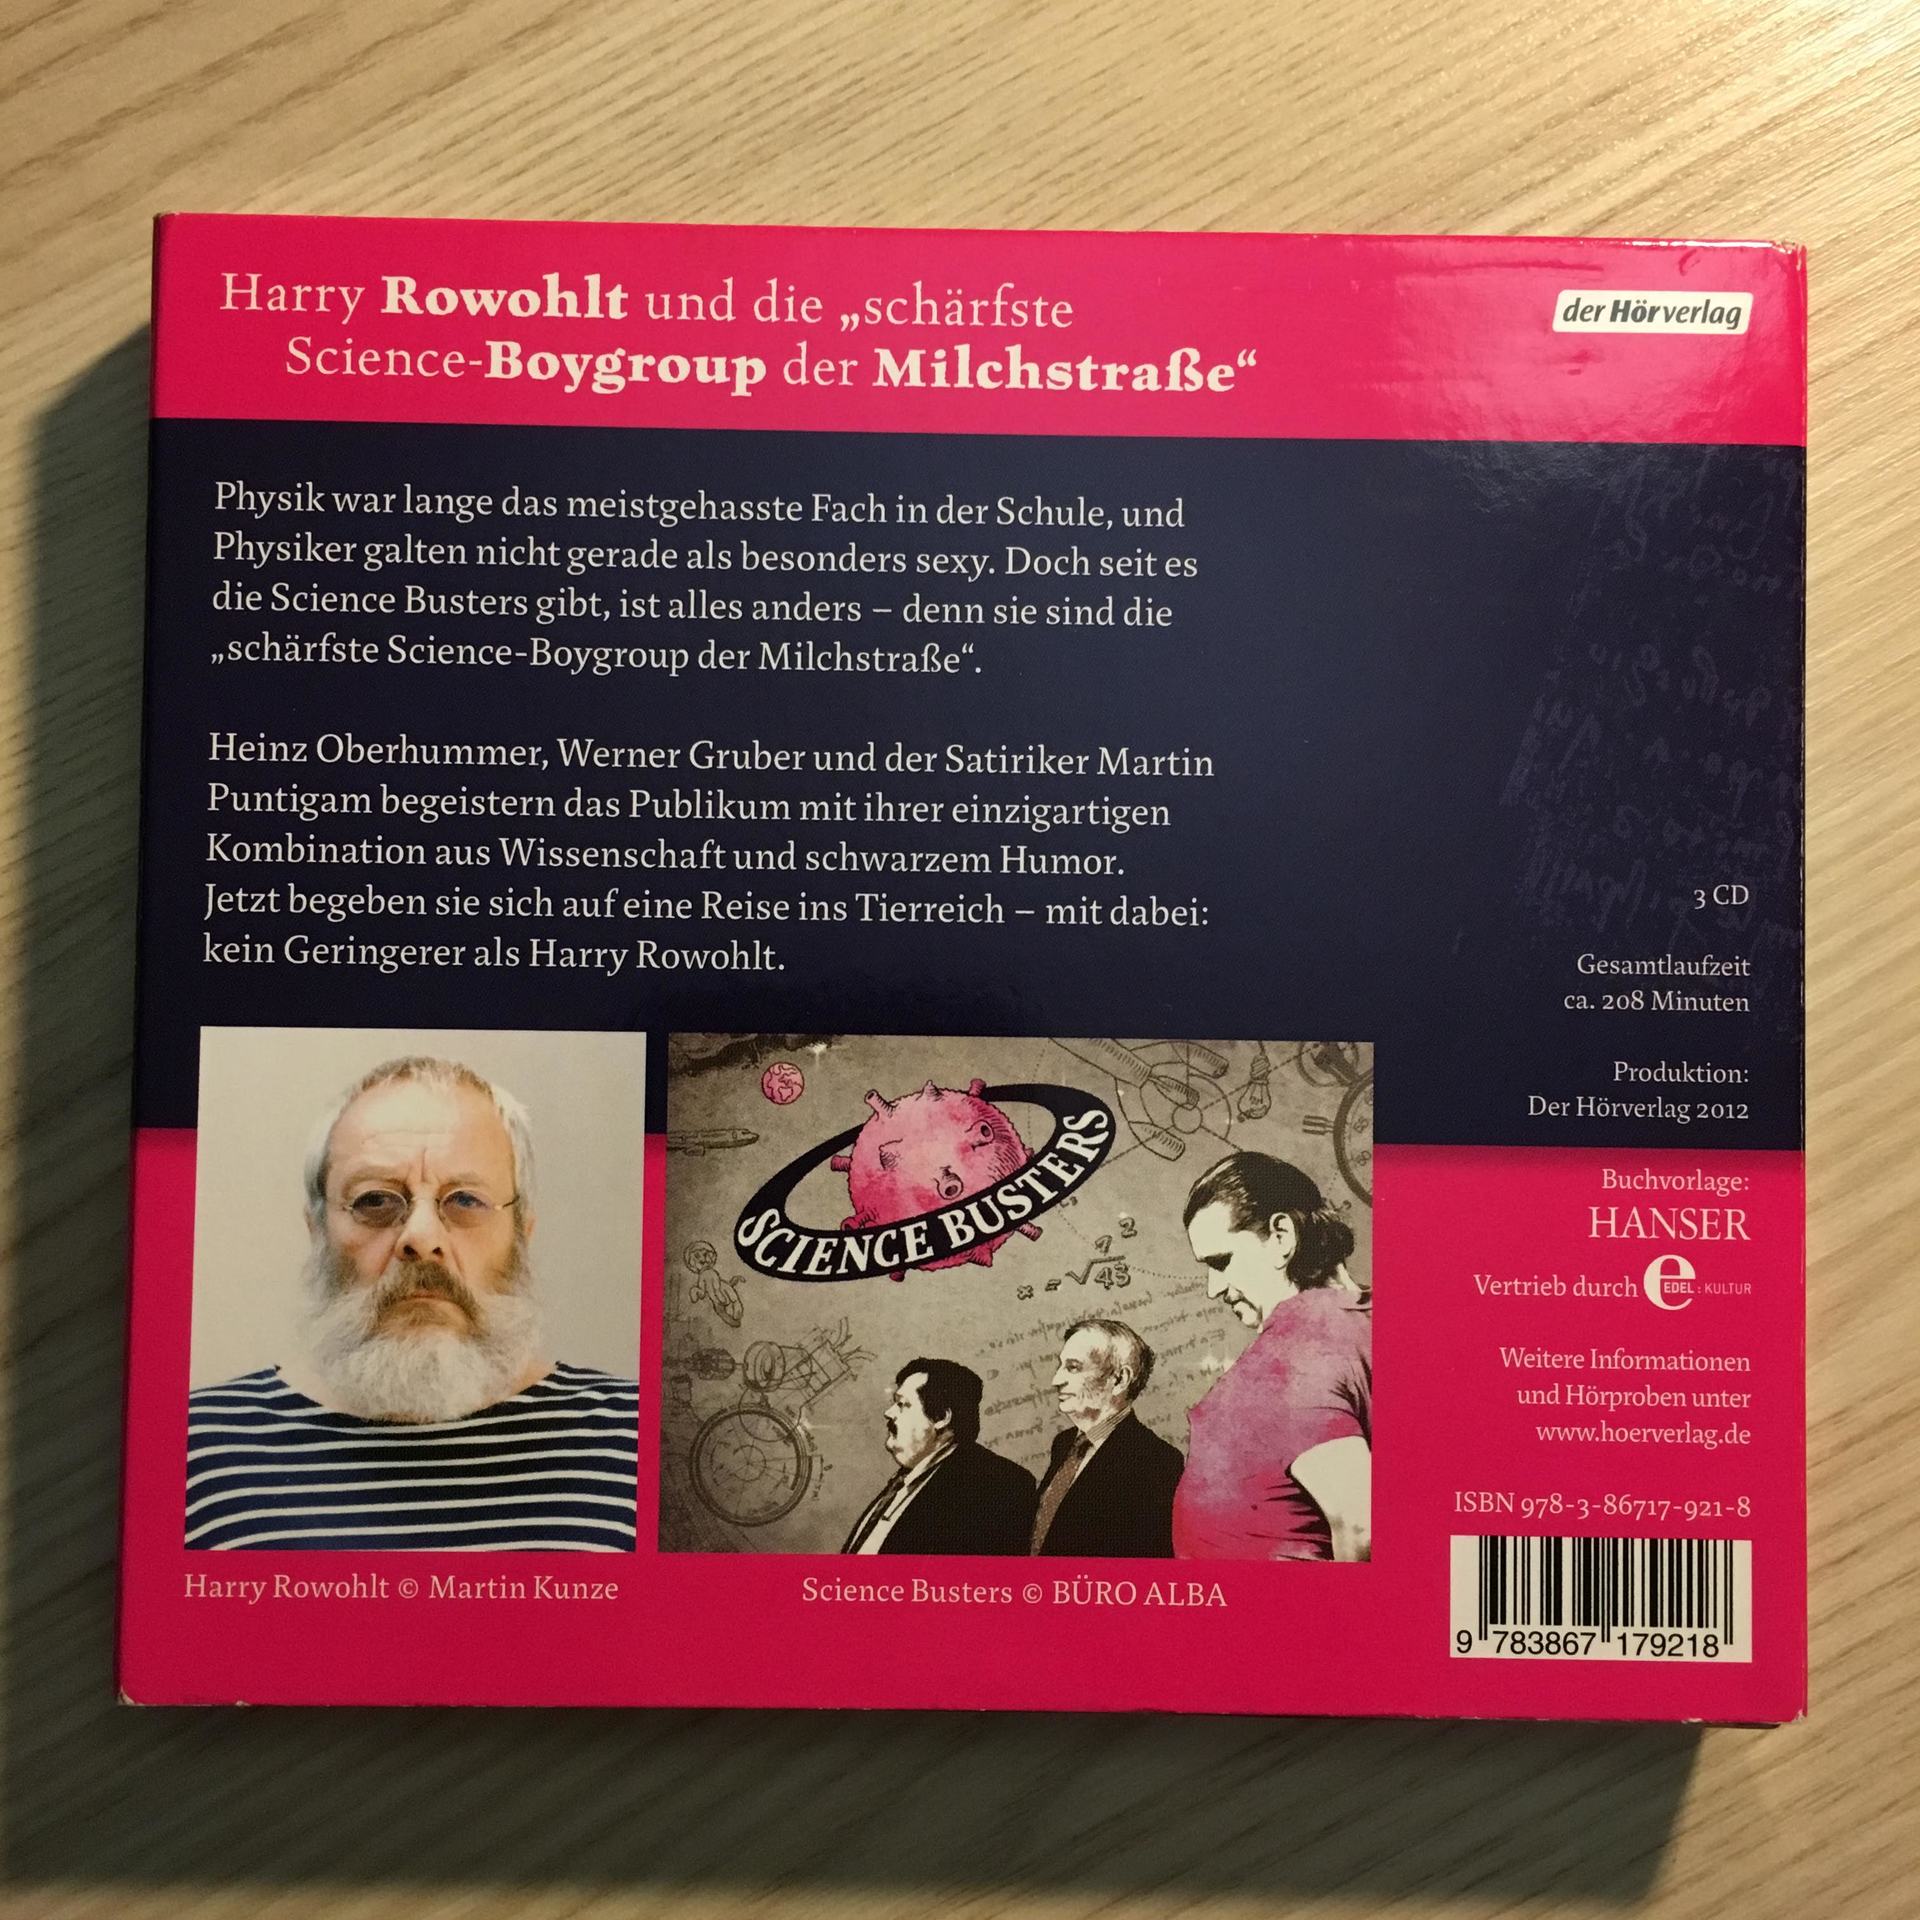 Harry Rowohlt und die „schärfste
Science-Boygroup der Milchstraße“
der Hörverlag
Physik war lange das meistgehasste Fach in der Schule, und
Physiker galten nicht gerade als besonders sexy. Doch seit es
die Science Busters gibt, ist alles anders – denn sie sind die
„schärfste Science-Boygroup der Milchstraße“.
Heinz Oberhummer, Werner Gruber und der Satiriker Martin
Puntigam begeistern das Publikum mit ihrer einzigartigen
Kombination aus Wissenschaft und schwarzem Humor.
Jetzt begeben sie sich auf eine Reise ins Tierreich – mit dabei:
kein Geringerer als Harry Rowohlt.
3 CD
Gesamtlaufzeit
ca. 208 Minuten
Produktion:
Der Hörverlag 2012
Buchvorlage:
HANSER
Vertrieb durch e EDEL:KULTUR
Weitere Informationen
und Hörproben unter
www.hoerverlag.de
ISBN 978-3-86717-921-8
9 783867 179218
SCIENCE BUSTERS
Harry Rowohlt © Martin Kunze
Science Busters © BÜRO ALBA